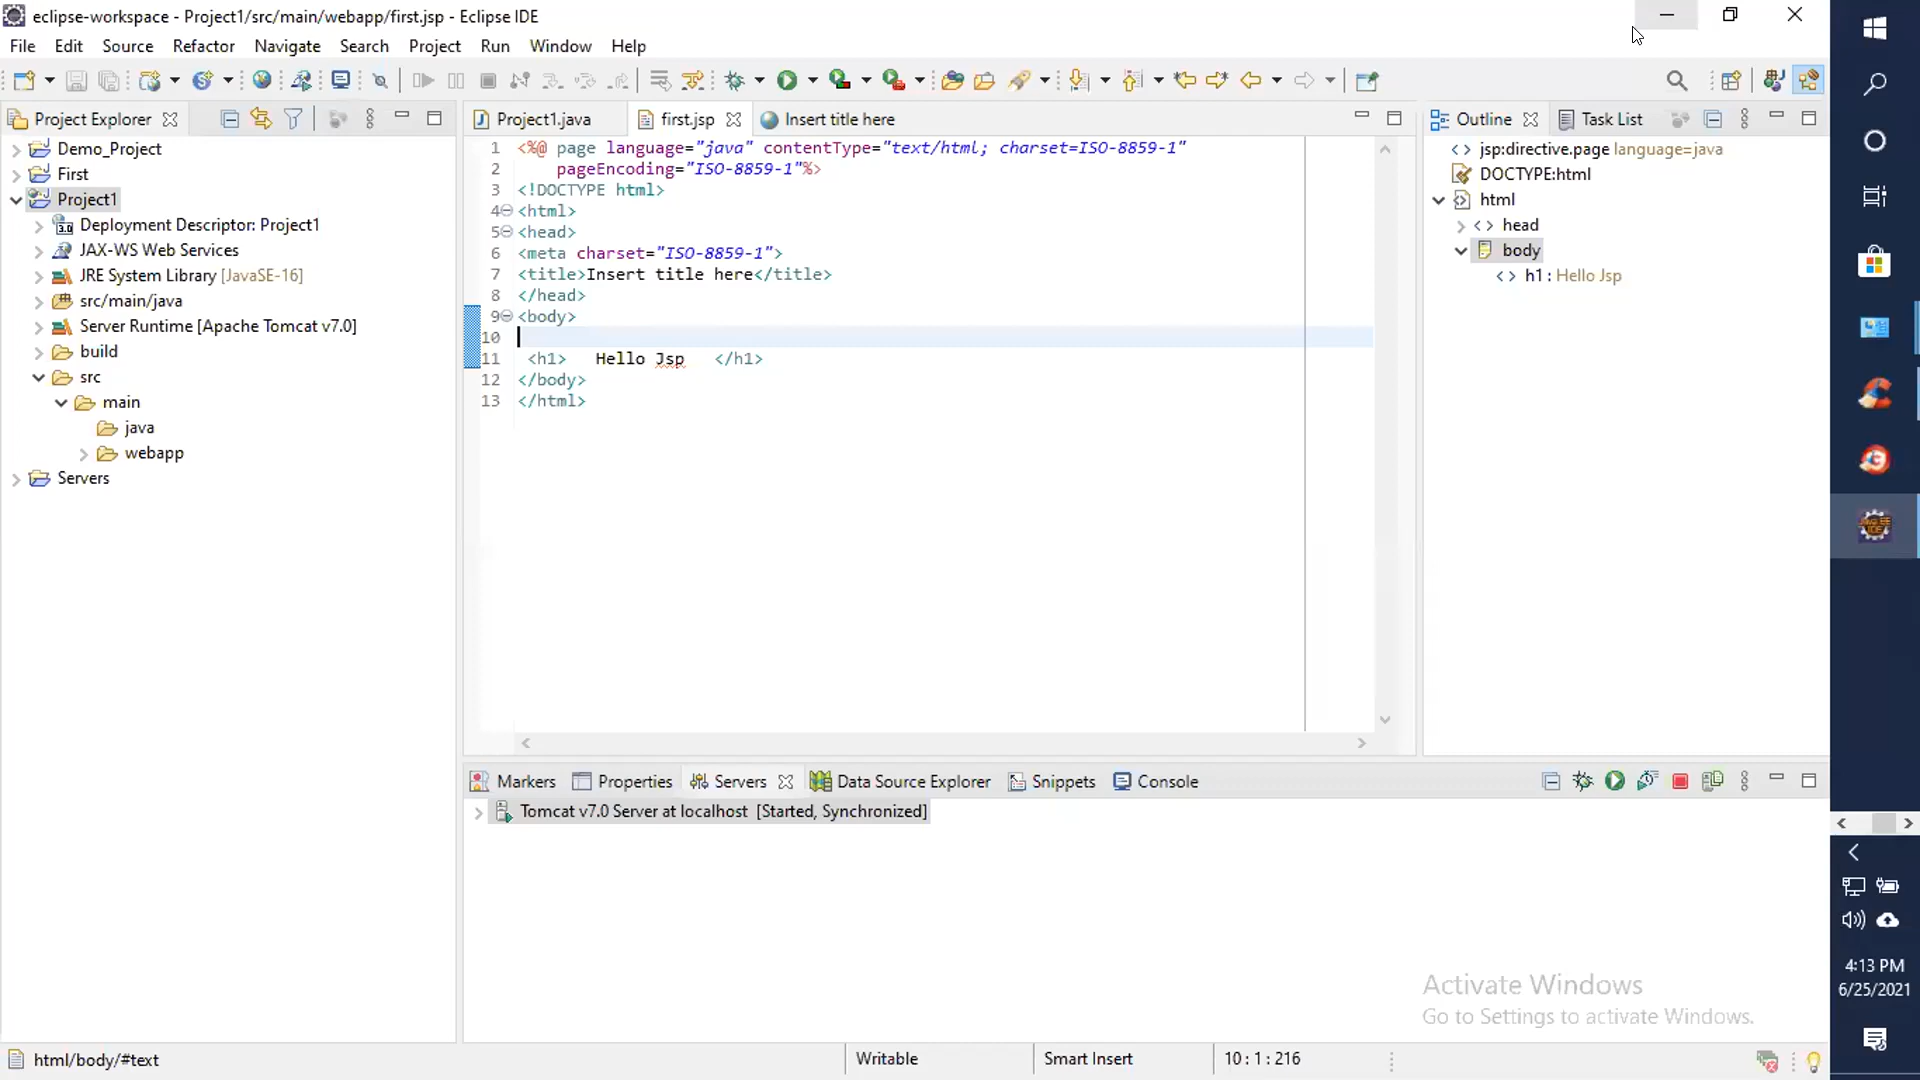 eclipse-workspace - Project1/src/main/webapp/first.jsp - Eclipse IDE
File Edit Source Refactor Navigate Search Project Run Window Help
Project Explorer
Demo_Project
First
Project1
Deployment Descriptor: Project1
JAX-WS Web Services
JRE System Library [JavaSE-16]
src/main/java
Server Runtime [Apache Tomcat v7.0]
build
src
main
java
webapp
Servers
Project1.java first.jsp Insert title here
1 <%@ page language="java" contentType="text/html; charset=ISO-8859-1"
2 pageEncoding="ISO-8859-1"%>
3 <!DOCTYPE html>
4 <html>
5 <head>
6 <meta charset="ISO-8859-1">
7 <title>Insert title here</title>
8 </head>
9 <body>
10
11 <h1> Hello Jsp </h1>
12 </body>
13 </html>
Outline Task List
jsp:directive.page language=java
DOCTYPE:html
html
head
body
h1 : Hello Jsp
Markers Properties Servers Data Source Explorer Snippets Console
Tomcat v7.0 Server at localhost [Started, Synchronized]
Activate Windows
Go to Settings to activate Windows.
html/body/#text Writable Smart Insert 10 : 1 : 216
4:13 PM
6/25/2021